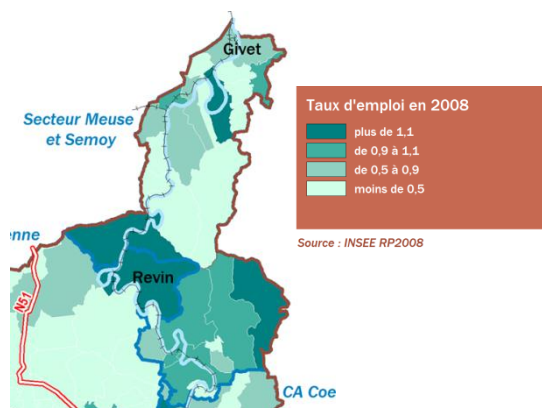 Givet
Secteur Meuse
et Semoy
Taux d'emploi en 2008
plus de 1,1
de 0,9 à 1,1
de 0,5 à 0,9
moins de 0,5
Source : INSEE RP2008
enne
Revin
N51
CA Coe